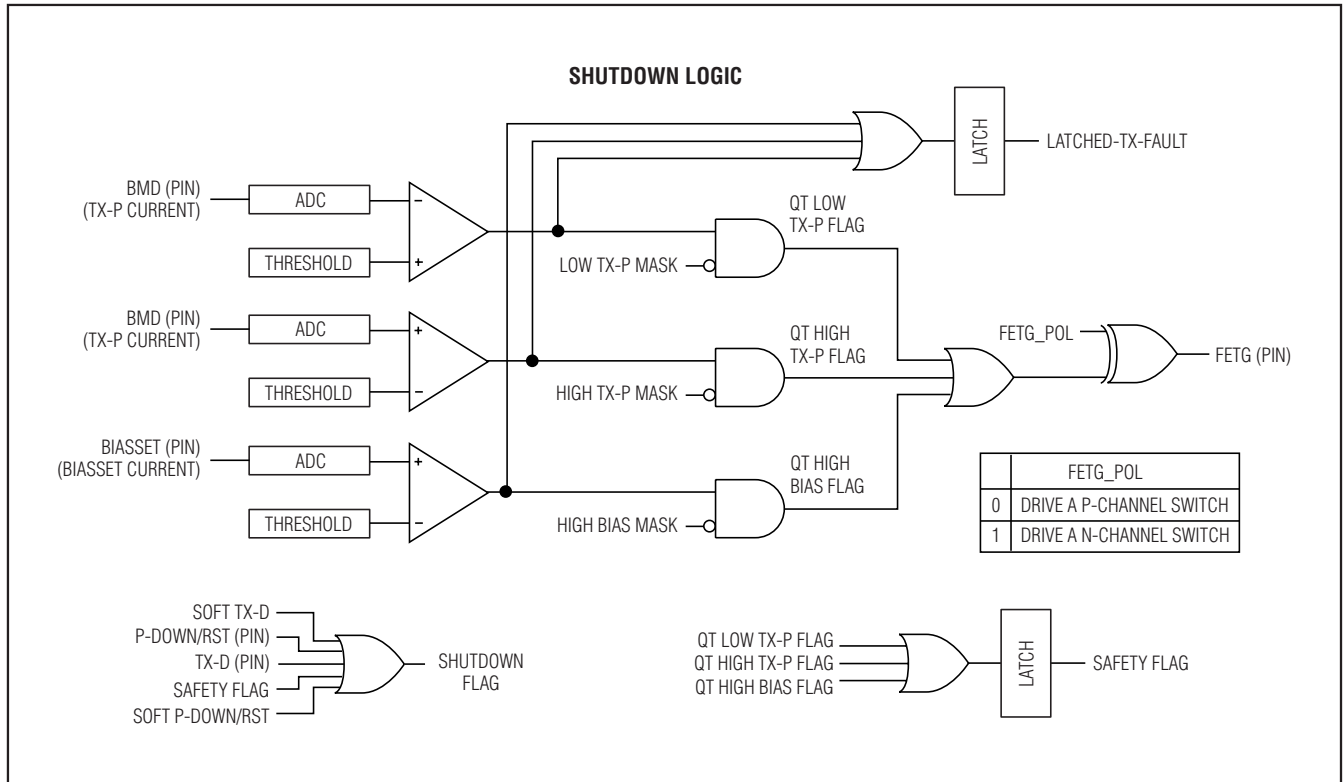 SHUTDOWN LOGIC
LATCH
LATCHED-TX-FAULT
BMD (PIN)
(TX-P CURRENT)
ADC
THRESHOLD
−
+
QT LOW
TX-P FLAG
LOW TX-P MASK
BMD (PIN)
(TX-P CURRENT)
ADC
THRESHOLD
+
−
QT HIGH
TX-P FLAG
HIGH TX-P MASK
FETG_POL
FETG (PIN)
BIASSET (PIN)
(BIASSET CURRENT)
ADC
THRESHOLD
+
−
QT HIGH
BIAS FLAG
HIGH BIAS MASK
FETG_POL
0 DRIVE A P-CHANNEL SWITCH
1 DRIVE A N-CHANNEL SWITCH
SOFT TX-D
P-DOWN/RST (PIN)
TX-D (PIN)
SAFETY FLAG
SOFT P-DOWN/RST
SHUTDOWN
FLAG
QT LOW TX-P FLAG
QT HIGH TX-P FLAG
QT HIGH BIAS FLAG
LATCH
SAFETY FLAG